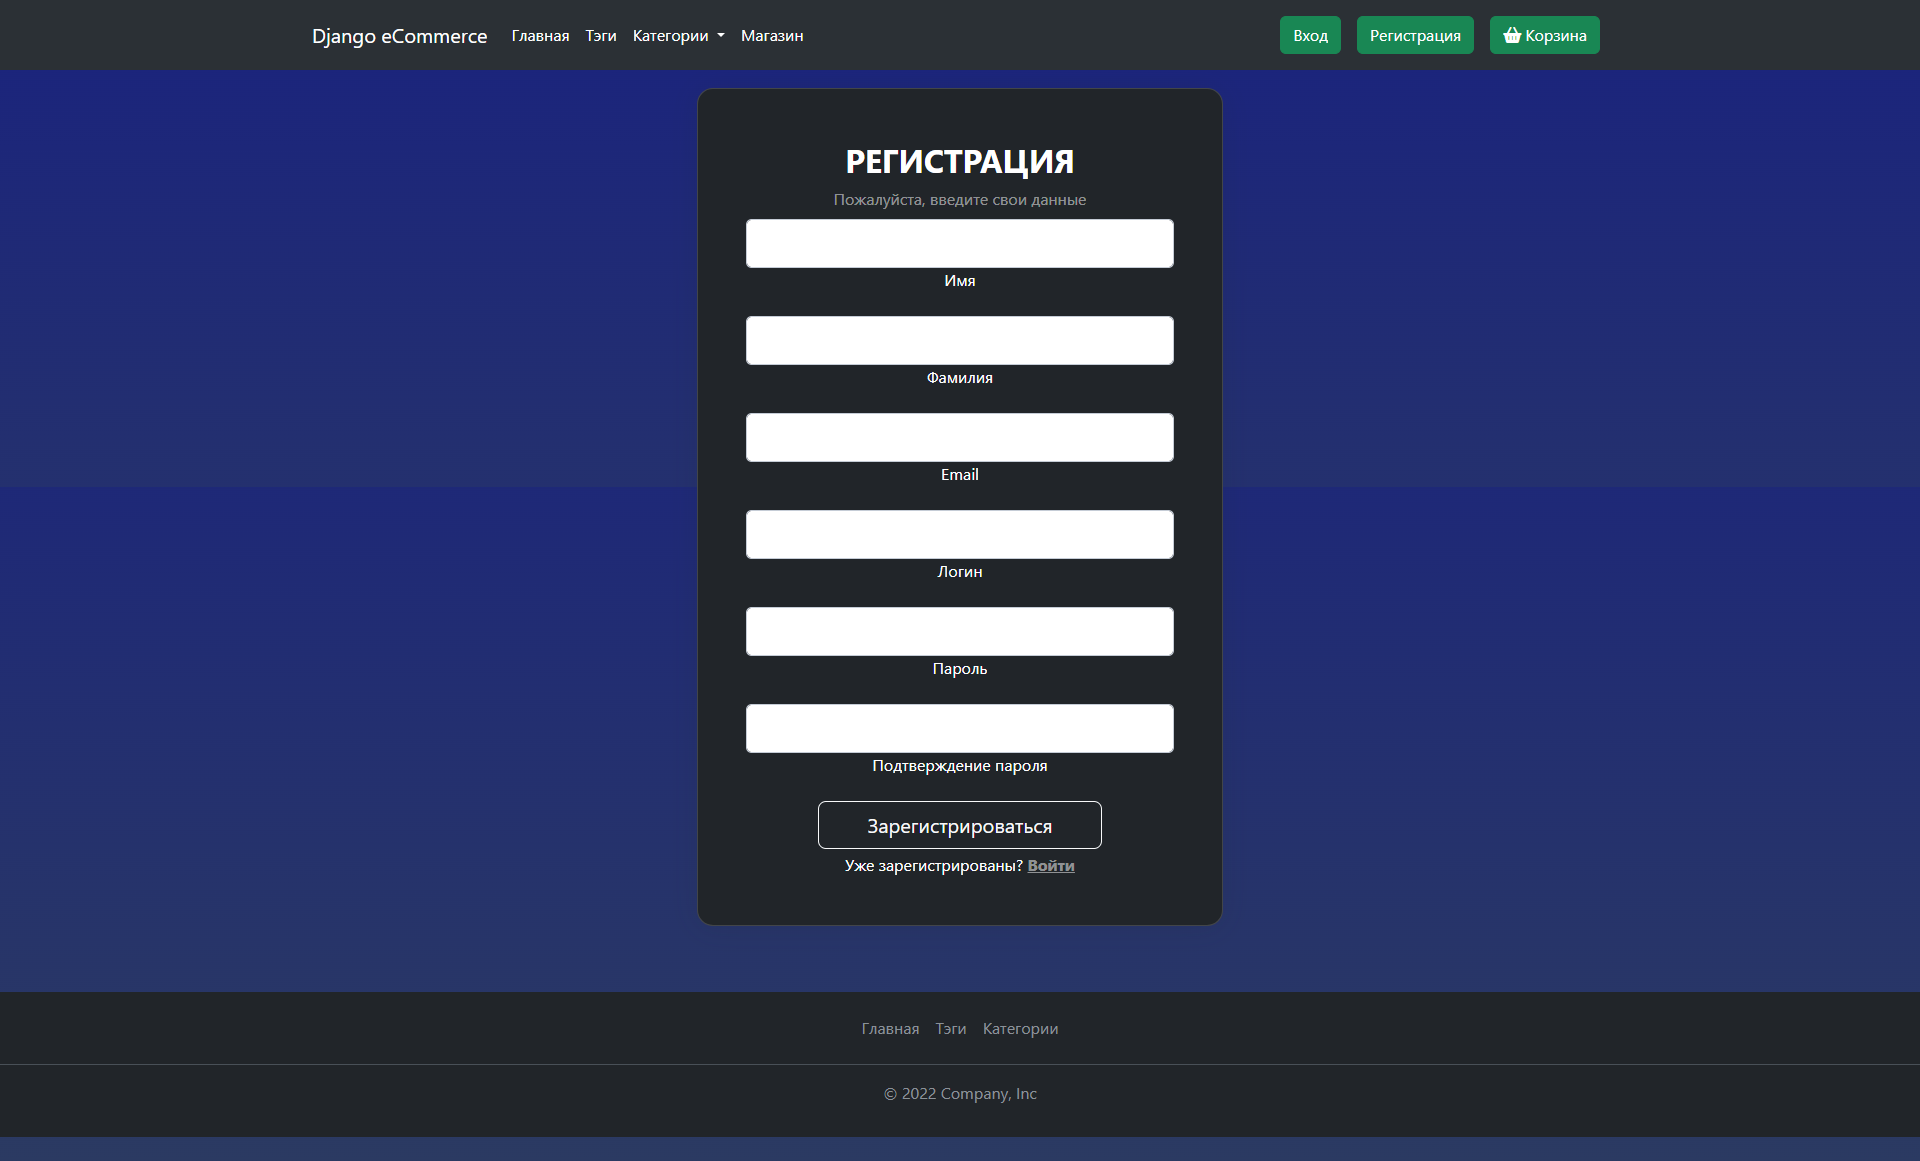 Django eCommerce Главная Тэги Категории Магазин Вход Регистрация Корзина
РЕГИСТРАЦИЯ
Пожалуйста, введите свои данные
Имя
Фамилия
Email
Логин
Пароль
Подтверждение пароля
Зарегистрироваться
Уже зарегистрированы? Войти
Главная Тэги Категории
© 2022 Company, Inc